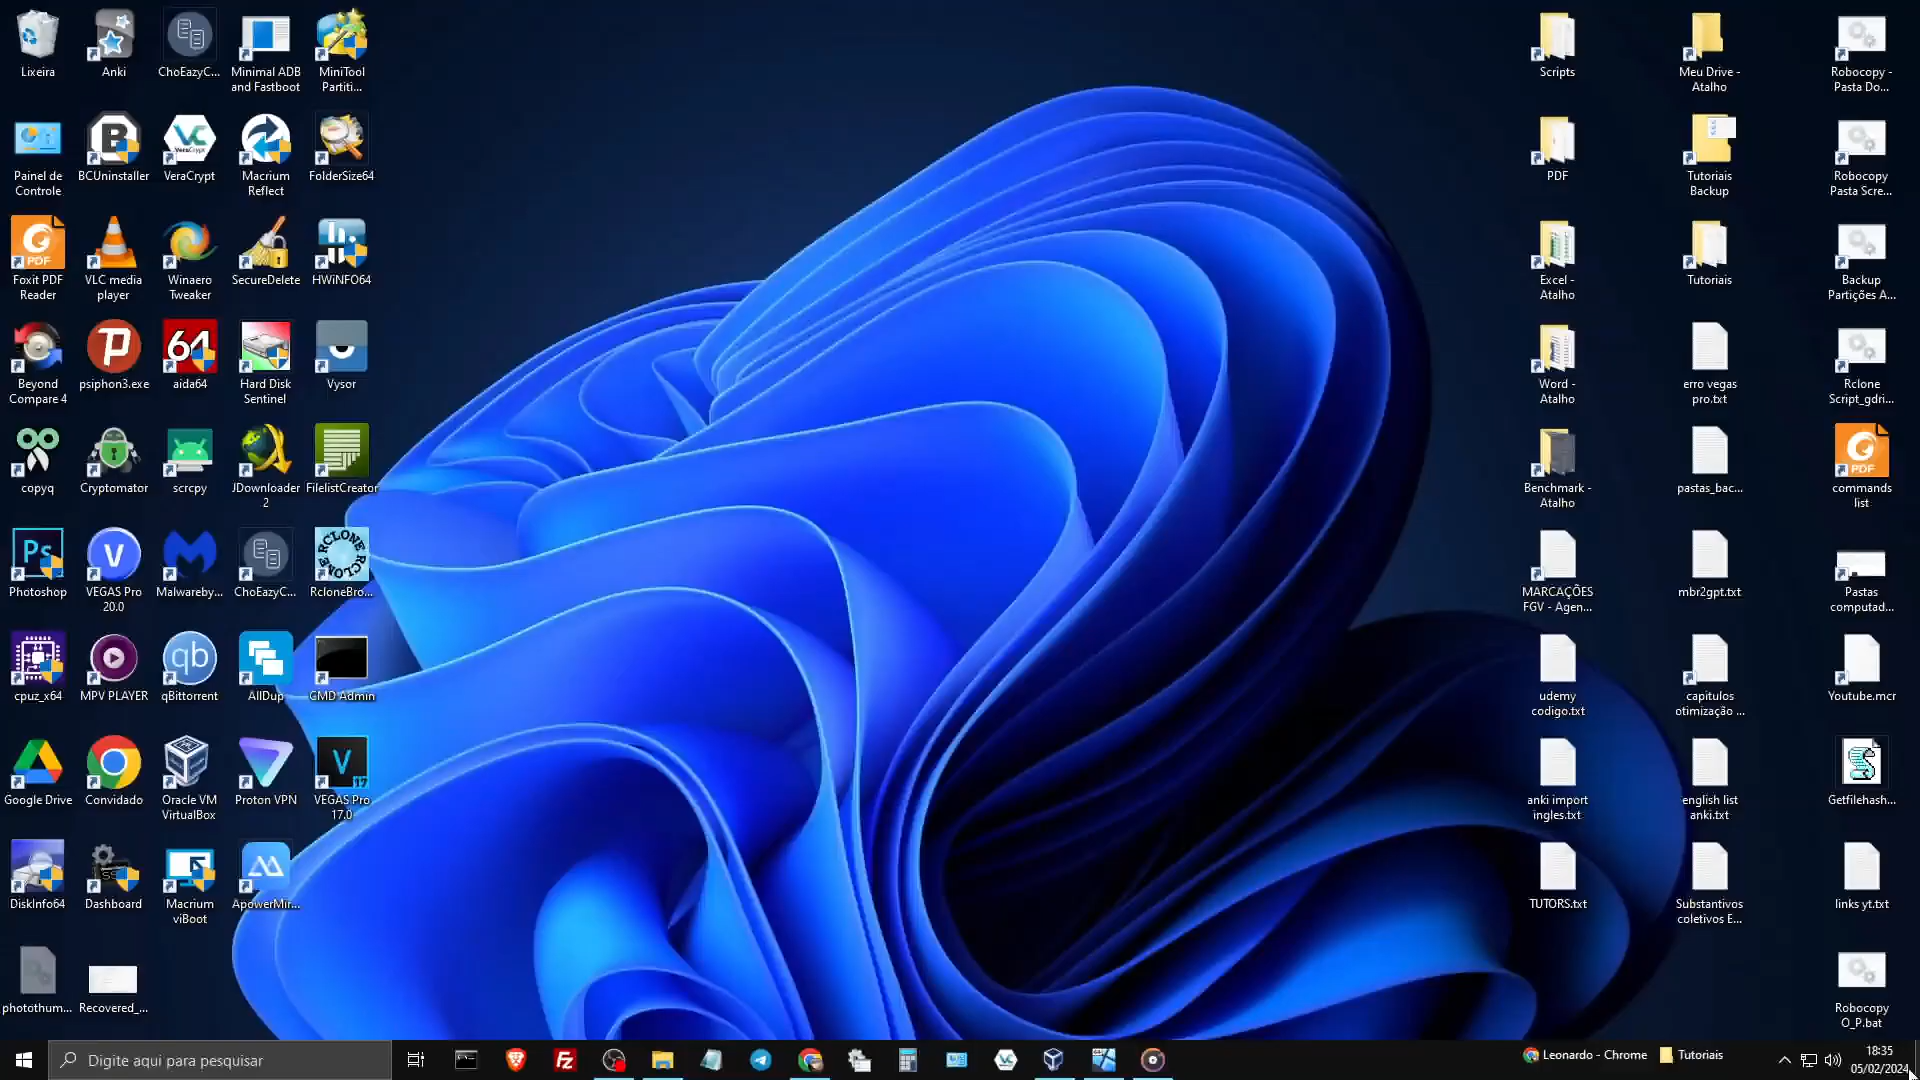 Lixeira
Anki
ChoEazyC...
Minimal ADB
and Fastboot
MiniTool
Partiti...
Painel de
Controle
BCUninstaller
VeraCrypt
Macrium
Reflect
FolderSize64
Foxit PDF
Reader
VLC media
player
Winaero
Tweaker
SecureDelete
HWiNFO64
Beyond
Compare 4
psiphon3.exe
aida64
Hard Disk
Sentinel
Vysor
copyq
Cryptomator
scrcpy
JDownloader
2
FilelistCreator
Photoshop
VEGAS Pro
20.0
Malwareby...
ChoEazyC...
RcloneBro...
cpuz_x64
MPV PLAYER
qBittorrent
AllDup
CMD Admin
Google Drive
Convidado
Oracle VM
VirtualBox
Proton VPN
VEGAS Pro
17.0
DiskInfo64
Dashboard
Macrium
viBoot
ApowerMir...
photothum...
Recovered_...
Scripts
Meu Drive -
Atalho
Robocopy -
Pasta Do...
PDF
Tutoriais
Backup
Robocopy
Pasta Scre...
Excel -
Atalho
Tutoriais
Backup
Partições A...
Word -
Atalho
erro vegas
pro.txt
Rclone
Script_gdri...
Benchmark -
Atalho
pastas_bac...
commands
list
MARCAÇÕES
FGV - Agen...
mbr2gpt.txt
Pastas
computad...
udemy
codigo.txt
capitulos
otimização ...
Youtube.mcr
anki import
ingles.txt
english list
anki.txt
Getfilehash...
TUTORS.txt
Substantivos
coletivos E...
links yt.txt
Robocopy
O_P.bat
Digite aqui para pesquisar
Leonardo - Chrome
Tutoriais
18:35
05/02/2024